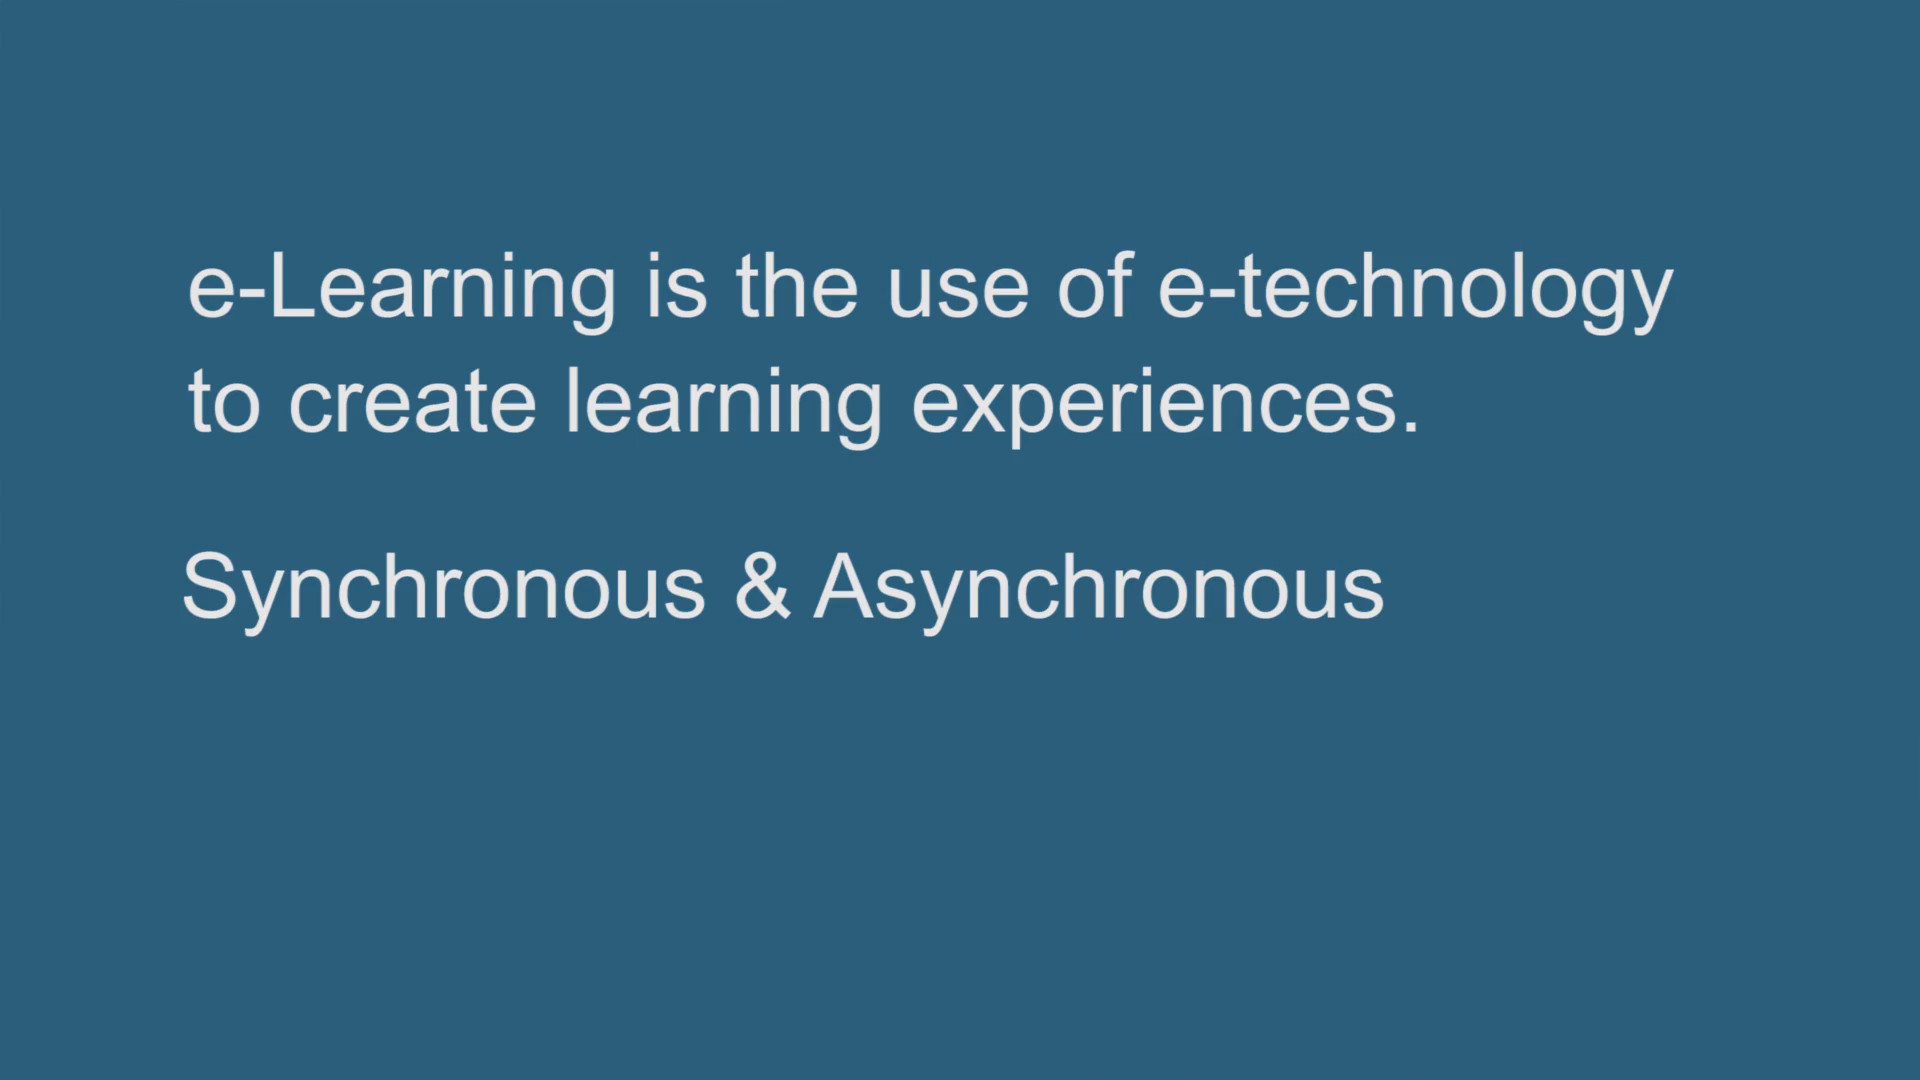 e-Learning is the use of e-technology
to create learning experiences.
Synchronous & Asynchronous